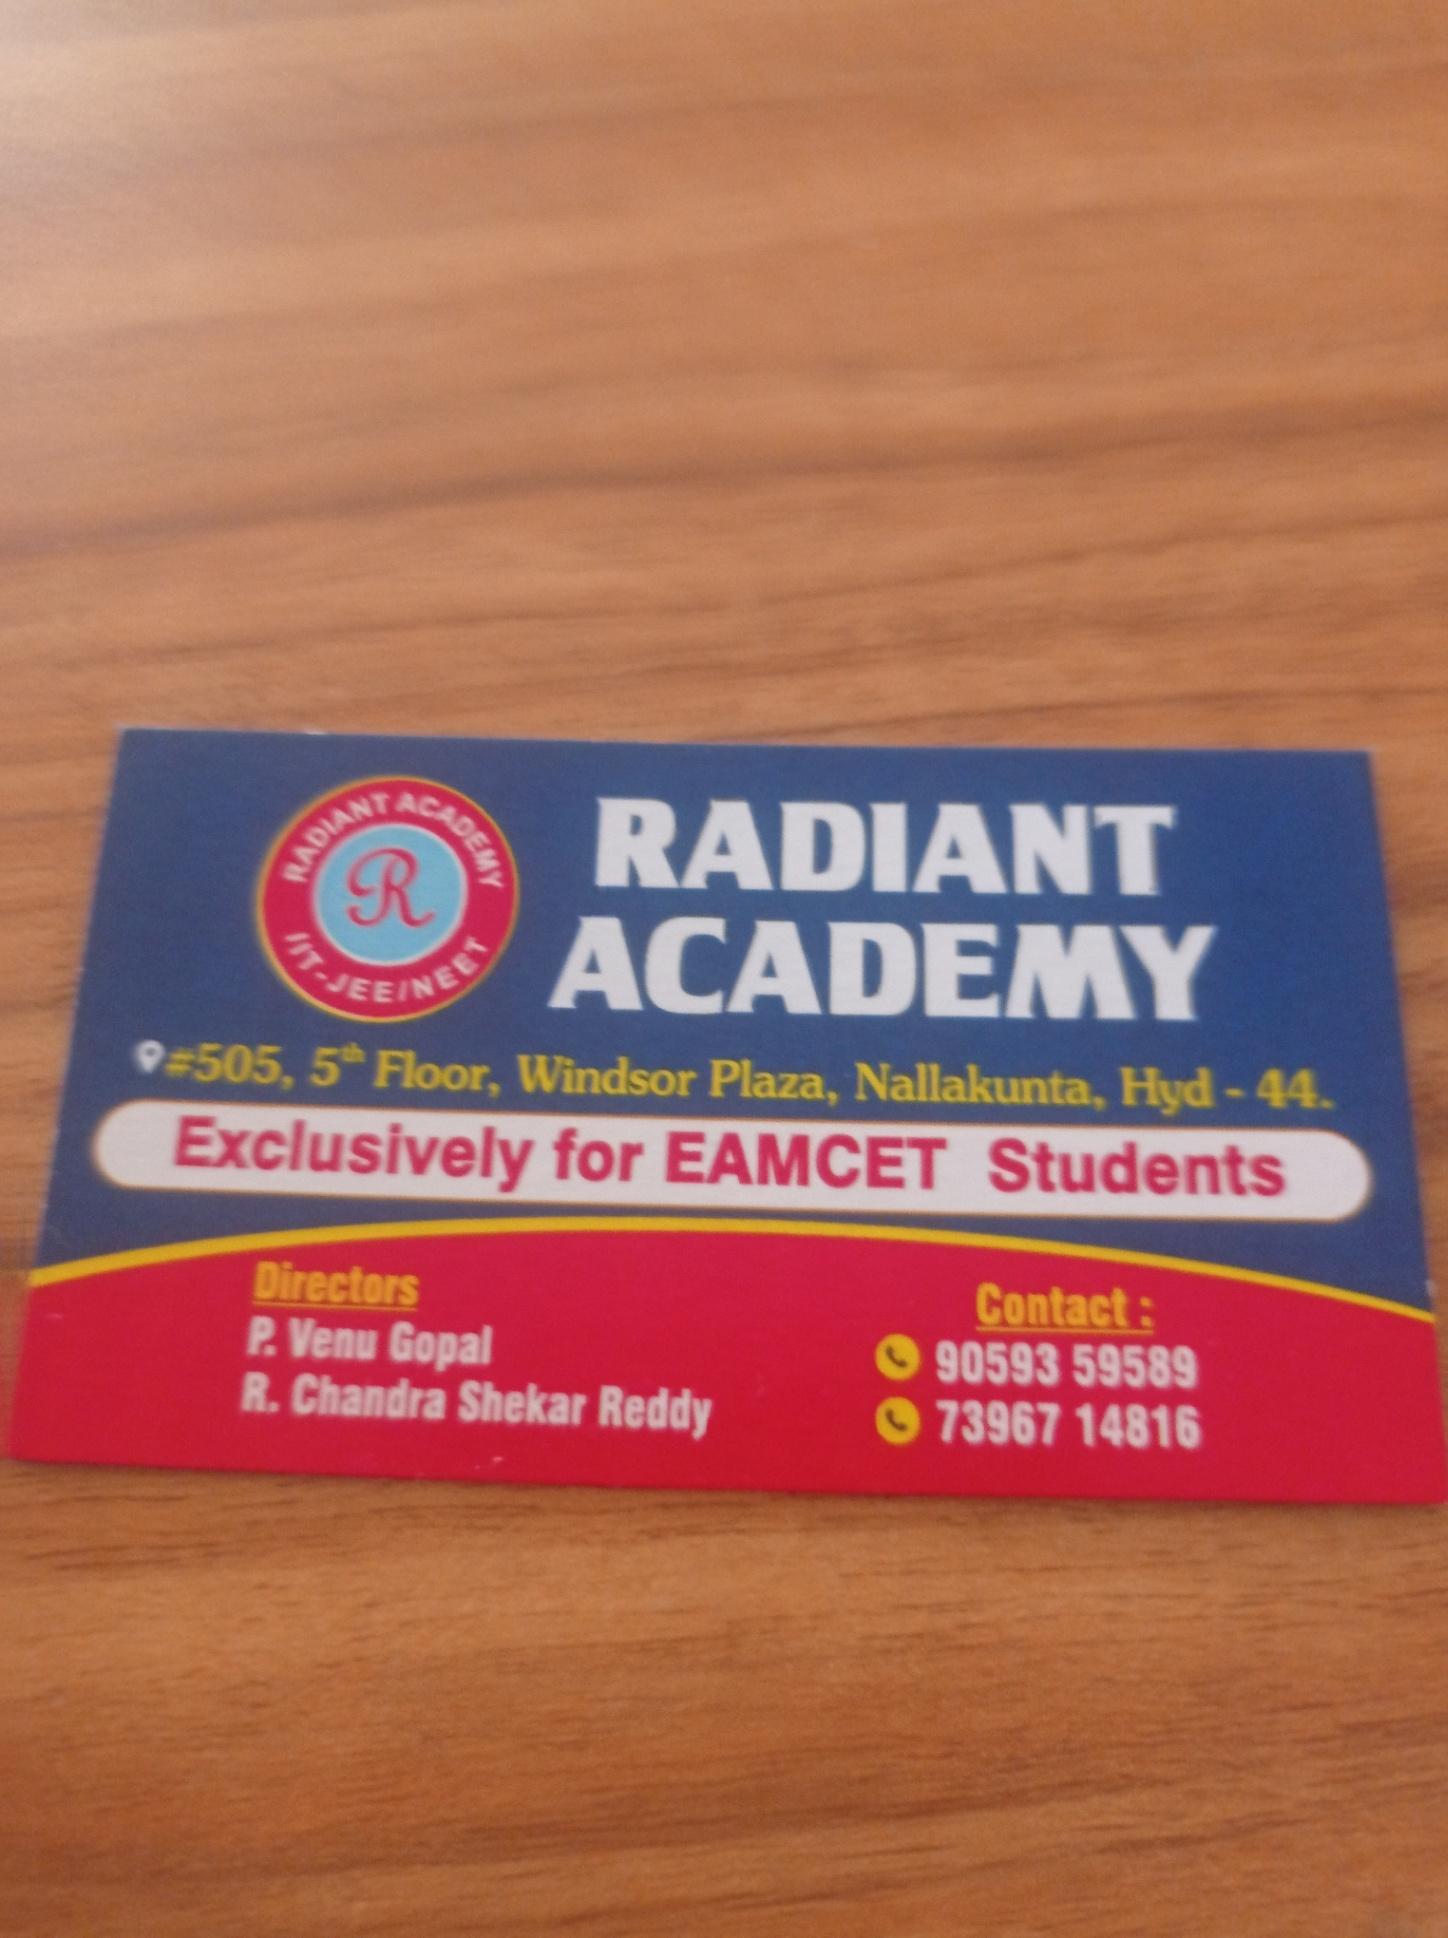 RADIANT ACADEMY
R
IIT-JEE/NEET
RADIANT
ACADEMY
#505, 5th Floor, Windsor Plaza, Nallakunta, Hyd - 44.
Exclusively for EAMCET Students
Directors
P. Venu Gopal
R. Chandra Shekar Reddy
Contact :
90593 59589
73967 14816